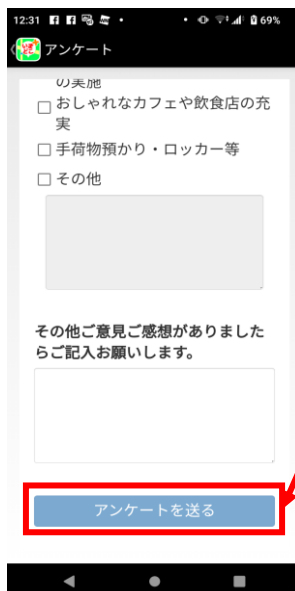 12:31
69%
アンケート
の実施
おしゃれなカフェや飲食店の充
実
手荷物預かり・ロッカー等
その他
その他ご意見ご感想がありました
らご記入お願いします。
アンケートを送る